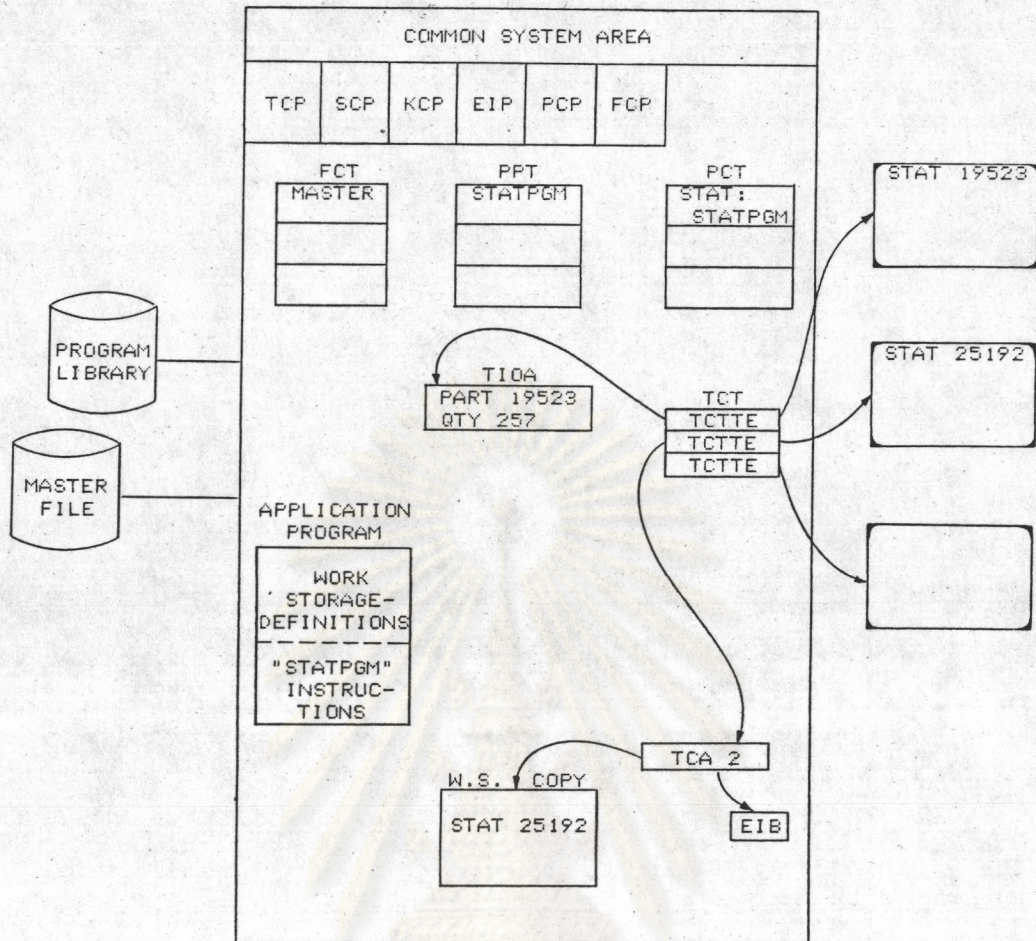 COMMON SYSTEM AREA
TCP SCP KCP EIP PCP FCP
FCT
MASTER
PPT
STATPGM
PCT
STAT:
STATPGM
STAT 19523
PROGRAM
LIBRARY
TIOA
PART 19523
QTY 257
TCT
TCTTE
TCTTE
TCTTE
STAT 25192
MASTER
FILE
APPLICATION
PROGRAM
WORK
STORAGE-
DEFINITIONS
"STATPGM"
INSTRUC-
TIONS
TCA 2
W.S. COPY
STAT 25192
EIB